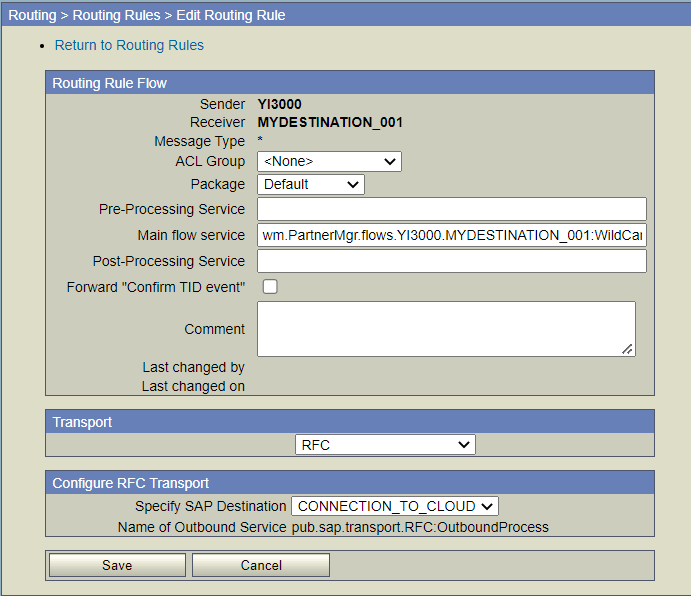 Routing > Routing Rules > Edit Routing Rule
Return to Routing Rules
Routing Rule Flow
Sender YI3000
Receiver MYDESTINATION_001
Message Type *
ACL Group <None>
Package Default
Pre-Processing Service
Main flow service wm.PartnerMgr.flows.YI3000.MYDESTINATION_001:WildCar
Post-Processing Service
Forward "Confirm TID event"
Comment
Last changed by
Last changed on
Transport
RFC
Configure RFC Transport
Specify SAP Destination CONNECTION_TO_CLOUD
Name of Outbound Service pub.sap.transport.RFC:OutboundProcess
Save Cancel